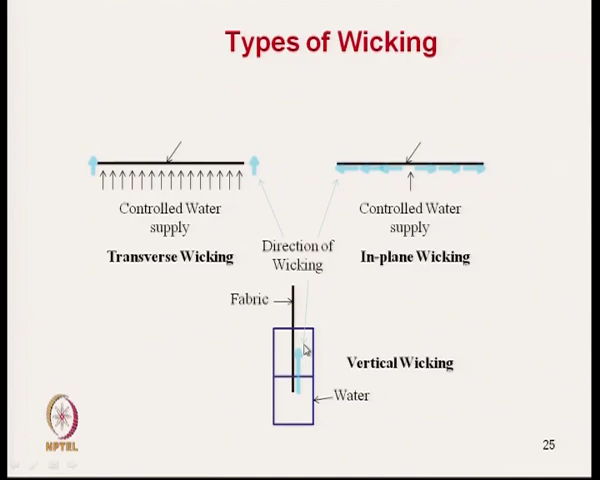 Types of Wicking
Controlled Water
supply
Transverse Wicking
Controlled Water
supply
In-plane Wicking
Direction of
Wicking
Fabric
Vertical Wicking
Water
NPTEL
25